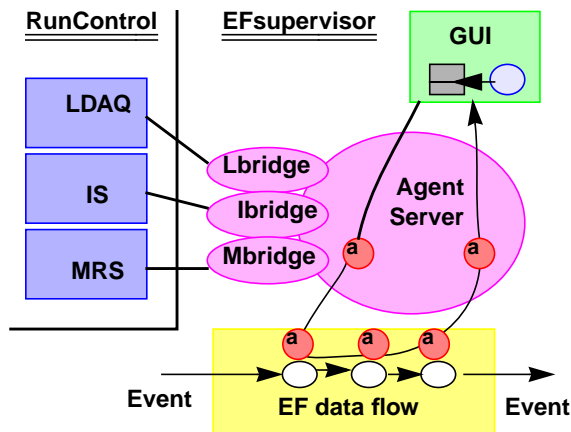 RunControl
EFsupervisor
GUI
LDAQ
IS
MRS
Lbridge
Ibridge
Mbridge
Agent
Server
a
a
a
a
a
Event
EF data flow
Event